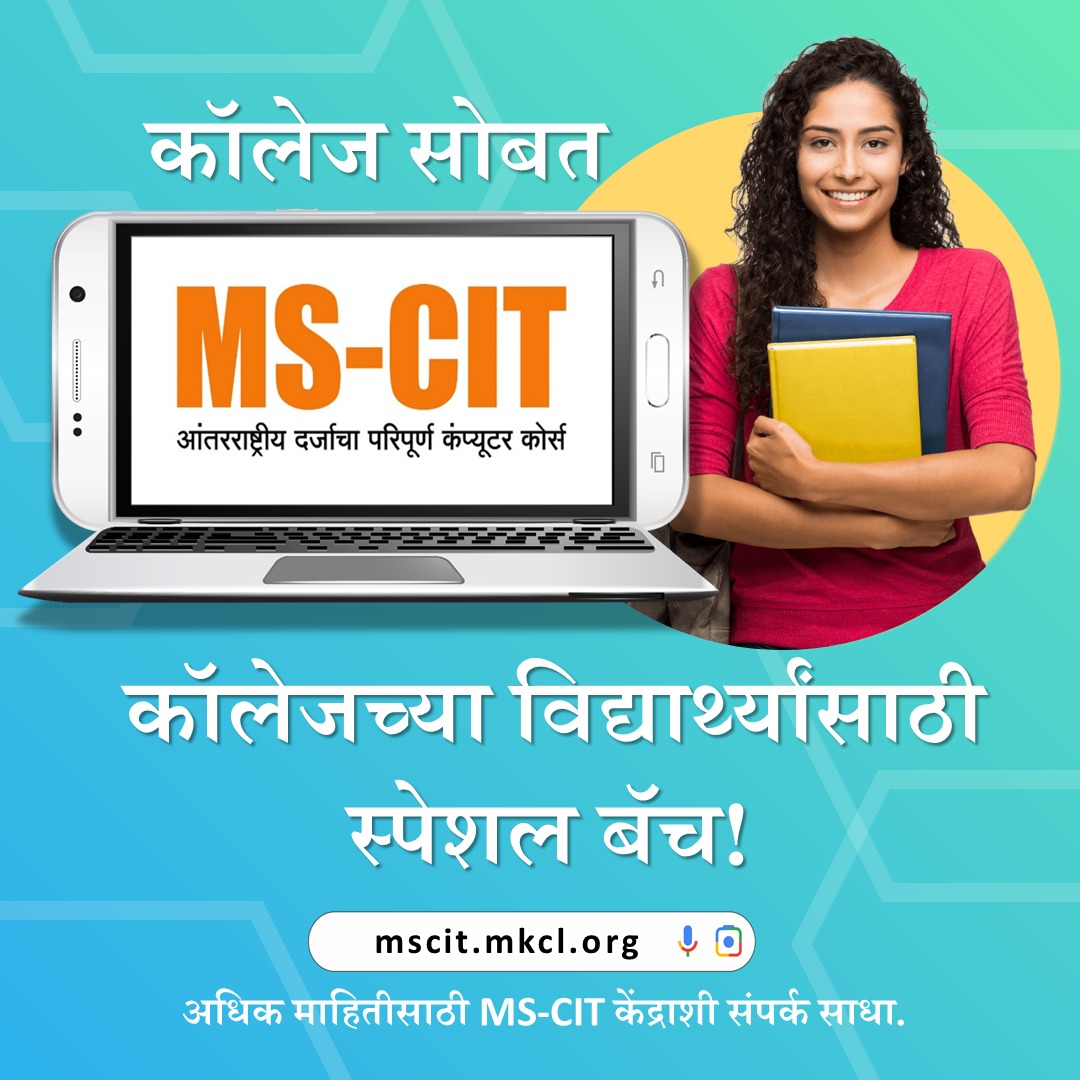 कॉलेज सोबत
MS-CIT
आंतरराष्ट्रीय दर्जाचा परिपूर्ण कंप्यूटर कोर्स
कॉलेजच्या विद्यार्थ्यांसाठी
स्पेशल बॅच!
mscit.mkcl.org
अधिक माहितीसाठी MS-CIT केंद्राशी संपर्क साधा.